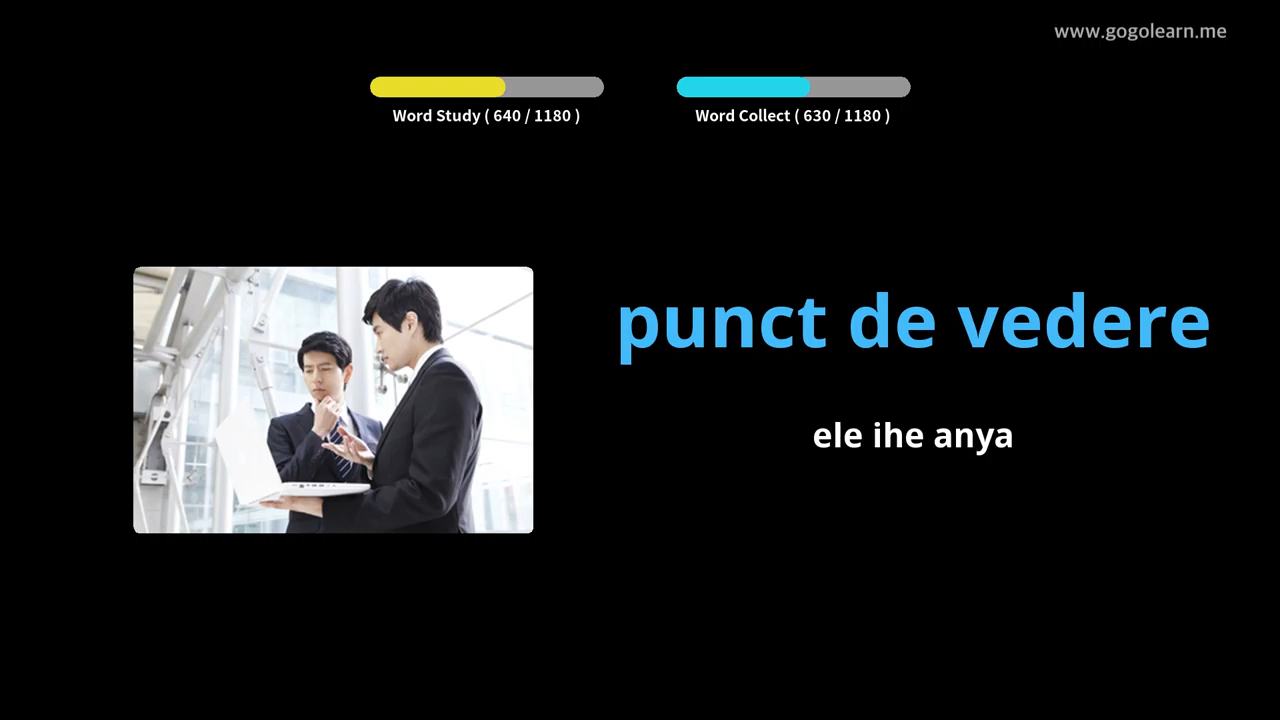 www.gogolearn.me
Word Study ( 640 / 1180 )
Word Collect ( 630 / 1180 )
punct de vedere
ele ihe anya